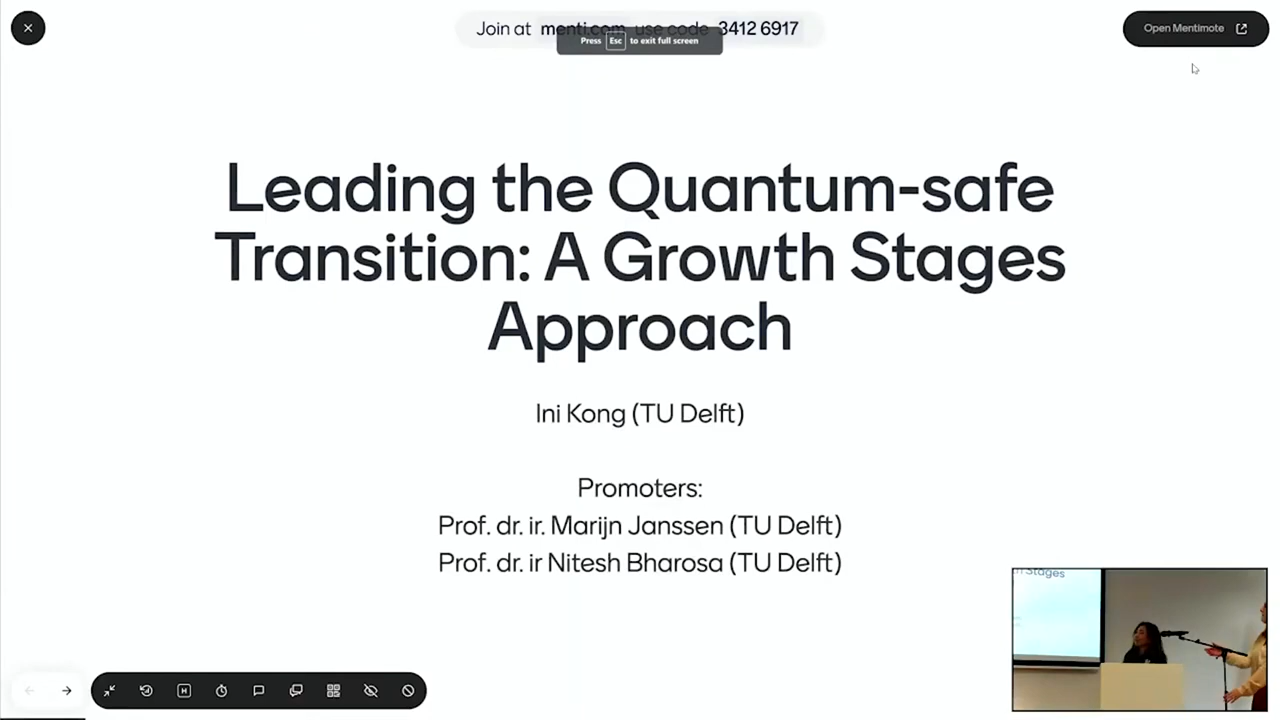 Join at menti.com use code 3412 6917
Press Esc to exit full screen
Open Mentimote
Leading the Quantum-safe
Transition: A Growth Stages
Approach
Ini Kong (TU Delft)
Promoters:
Prof. dr. ir. Marijn Janssen (TU Delft)
Prof. dr. ir Nitesh Bharosa (TU Delft)
H
Stages